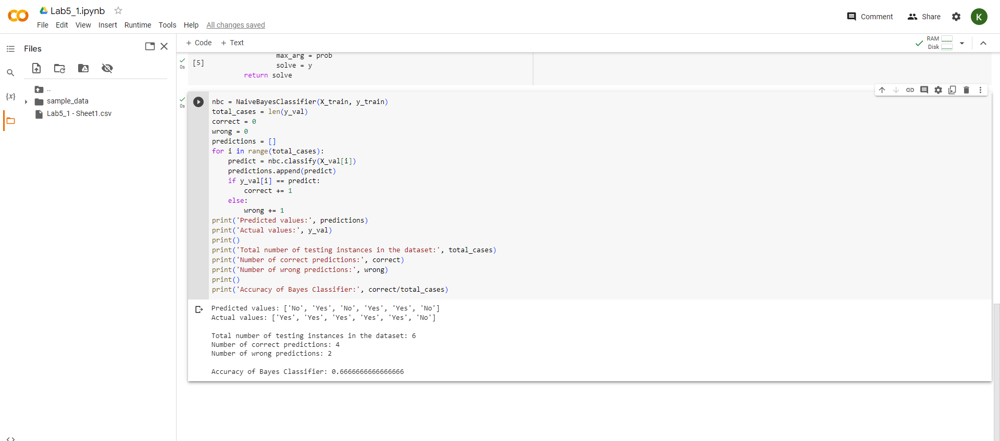 Lab5_1.ipynb
File Edit View Insert Runtime Tools Help All changes saved
Comment Share K
Files
+ Code + Text
RAM
Disk
{x}
..
sample_data
Lab5_1 - Sheet1.csv
0s
[5]
max_arg = prob
solve = y
return solve
0s
nbc = NaiveBayesClassifier(X_train, y_train)
total_cases = len(y_val)
correct = 0
wrong = 0
predictions = []
for i in range(total_cases):
    predict = nbc.classify(X_val[i])
    predictions.append(predict)
    if y_val[i] == predict:
        correct += 1
    else:
        wrong += 1
print('Predicted values:', predictions)
print('Actual values:', y_val)
print()
print('Total number of testing instances in the dataset:', total_cases)
print('Number of correct predictions:', correct)
print('Number of wrong predictions:', wrong)
print()
print('Accuracy of Bayes Classifier:', correct/total_cases)
Predicted values: ['No', 'Yes', 'No', 'Yes', 'Yes', 'No']
Actual values: ['Yes', 'Yes', 'Yes', 'Yes', 'Yes', 'No']
Total number of testing instances in the dataset: 6
Number of correct predictions: 4
Number of wrong predictions: 2
Accuracy of Bayes Classifier: 0.6666666666666666